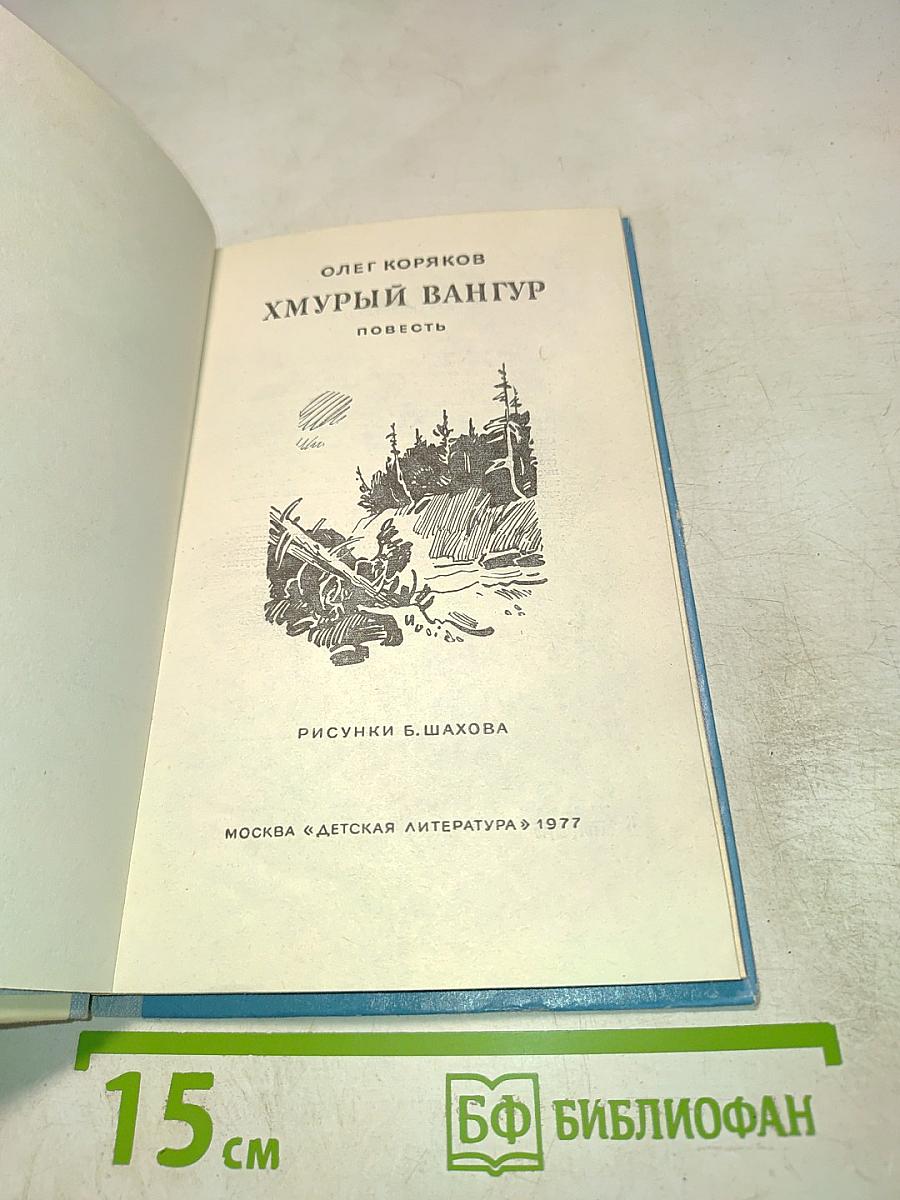 ОЛЕГ КОРЯКОВ
ХМУРЫЙ ВАНГУР
ПОВЕСТЬ
РИСУНКИ Б. ШАХОВА
МОСКВА «ДЕТСКАЯ ЛИТЕРАТУРА» 1977
15 см
БФ БИБЛИОФАН